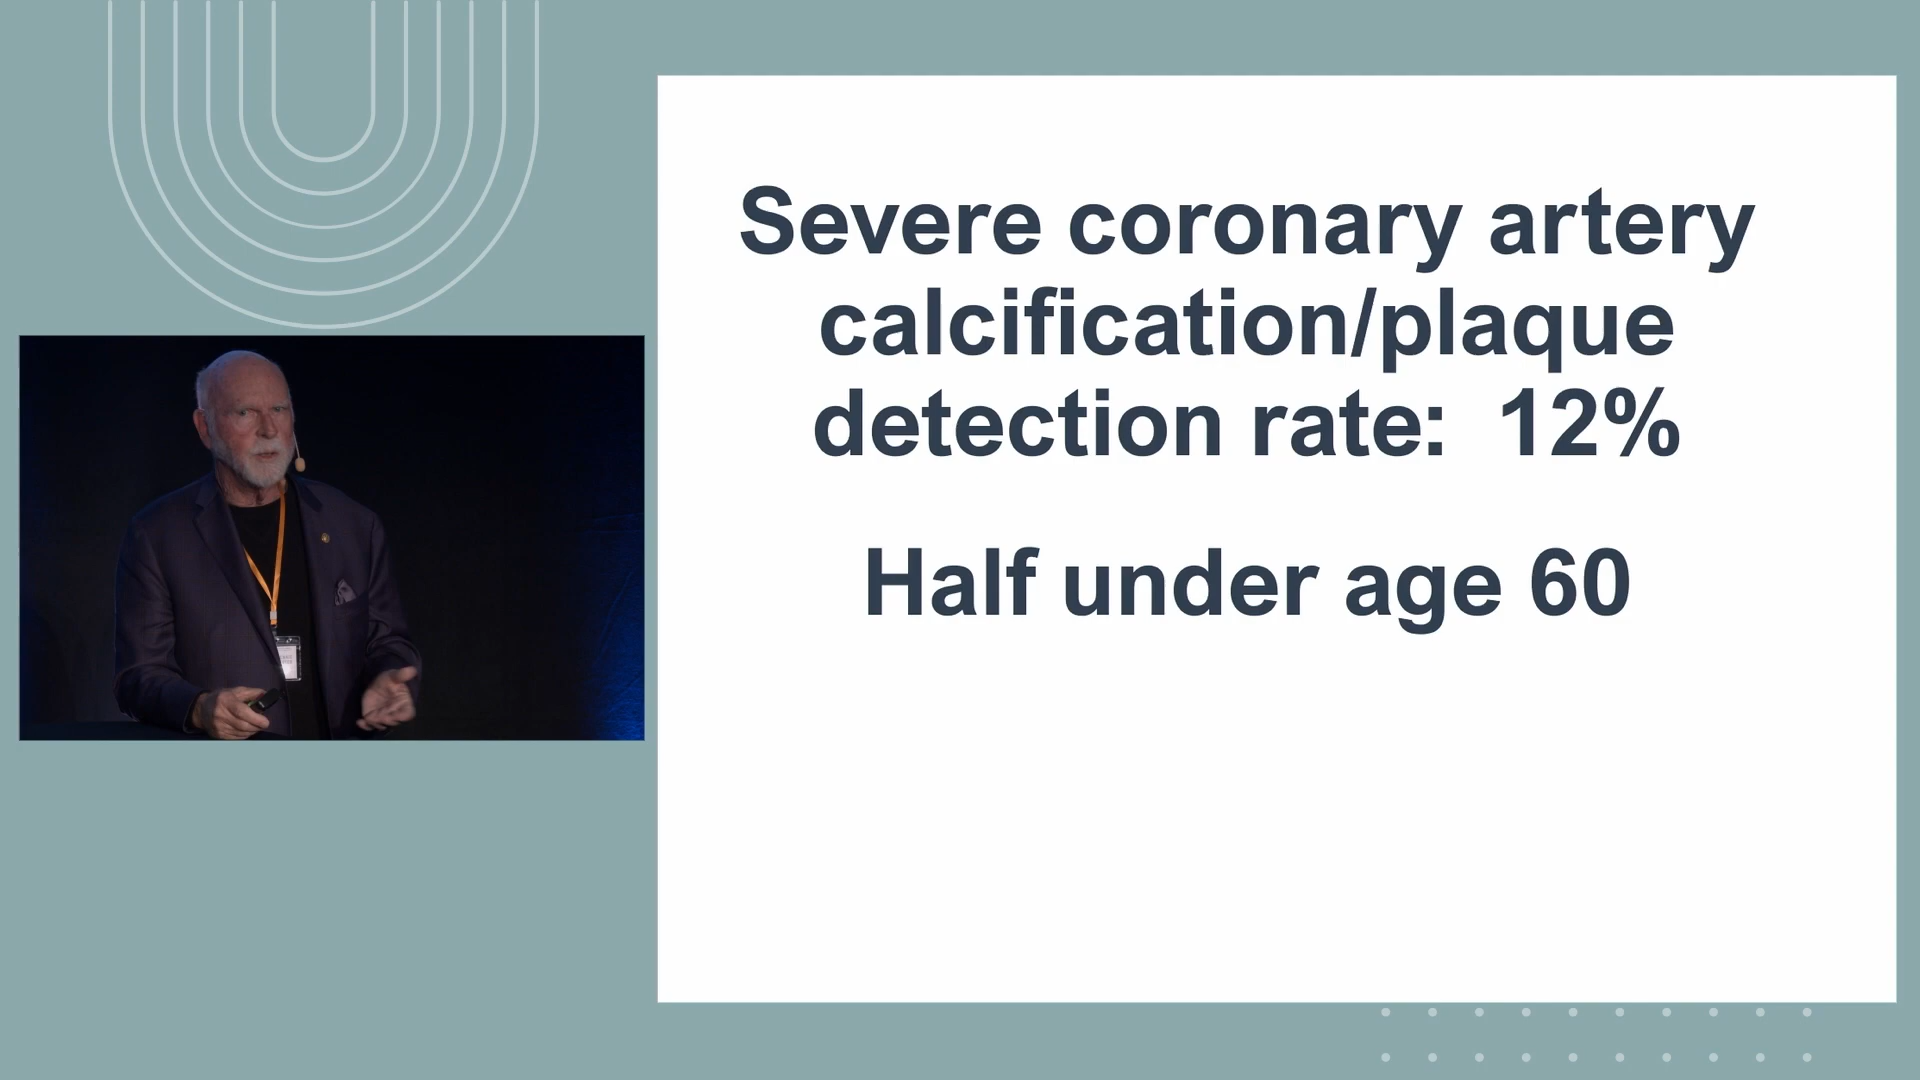 Severe coronary artery
calcification/plaque
detection rate:  12%
Half under age 60